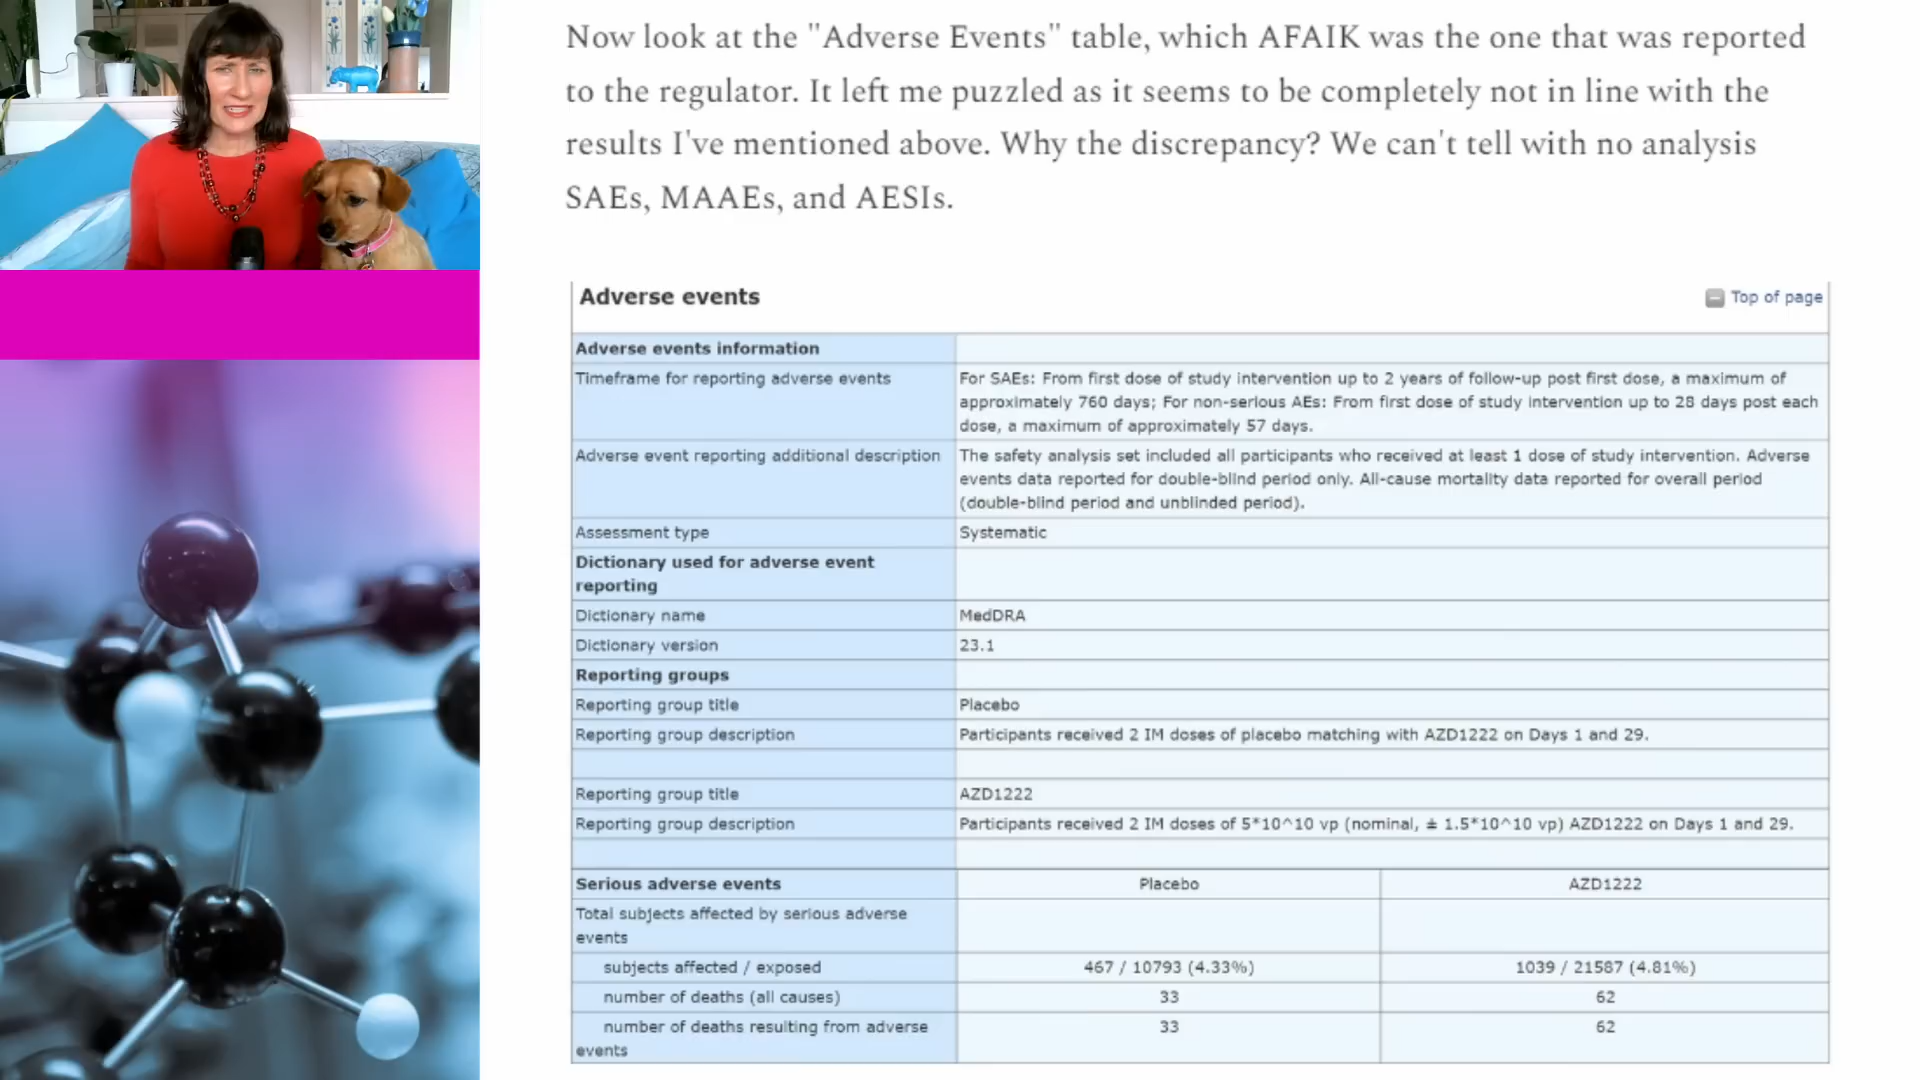 Now look at the "Adverse Events" table, which AFAIK was the one that was reported
to the regulator. It left me puzzled as it seems to be completely not in line with the
results I've mentioned above. Why the discrepancy? We can't tell with no analysis
SAEs, MAAEs, and AESIs.
Adverse events
Top of page
Adverse events information
Timeframe for reporting adverse events
For SAEs: From first dose of study intervention up to 2 years of follow-up post first dose, a maximum of
approximately 760 days; For non-serious AEs: From first dose of study intervention up to 28 days post each
dose, a maximum of approximately 57 days.
Adverse event reporting additional description
The safety analysis set included all participants who received at least 1 dose of study intervention. Adverse
events data reported for double-blind period only. All-cause mortality data reported for overall period
(double-blind period and unblinded period).
Assessment type
Systematic
Dictionary used for adverse event
reporting
Dictionary name
MedDRA
Dictionary version
23.1
Reporting groups
Reporting group title
Placebo
Reporting group description
Participants received 2 IM doses of placebo matching with AZD1222 on Days 1 and 29.
Reporting group title
AZD1222
Reporting group description
Participants received 2 IM doses of 5*10^10 vp (nominal, ± 1.5*10^10 vp) AZD1222 on Days 1 and 29.
Serious adverse events
Placebo
AZD1222
Total subjects affected by serious adverse
events
subjects affected / exposed
467 / 10793 (4.33%)
1039 / 21587 (4.81%)
number of deaths (all causes)
33
62
number of deaths resulting from adverse
events
33
62